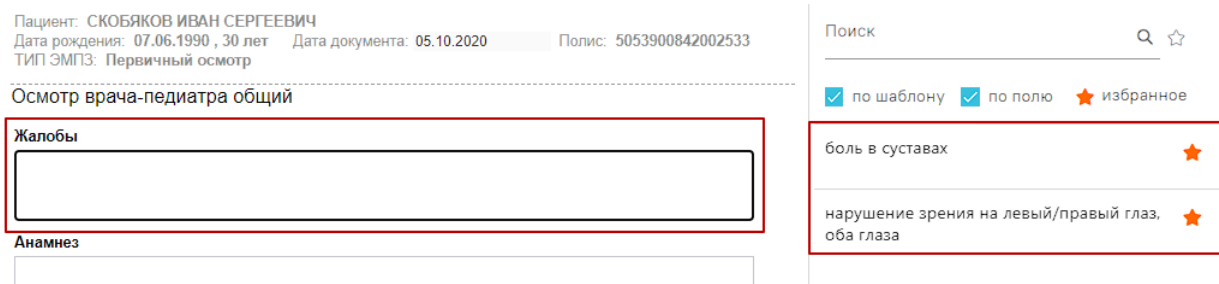 Пациент: СКОБЯКОВ ИВАН СЕРГЕЕВИЧ
Дата рождения: 07.06.1990 , 30 лет Дата документа: 05.10.2020 Полис: 5053900842002533
ТИП ЭМПЗ: Первичный осмотр
Осмотр врача-педиатра общий
Жалобы
Анамнез
Поиск
по шаблону по полю избранное
боль в суставах
нарушение зрения на левый/правый глаз,
оба глаза